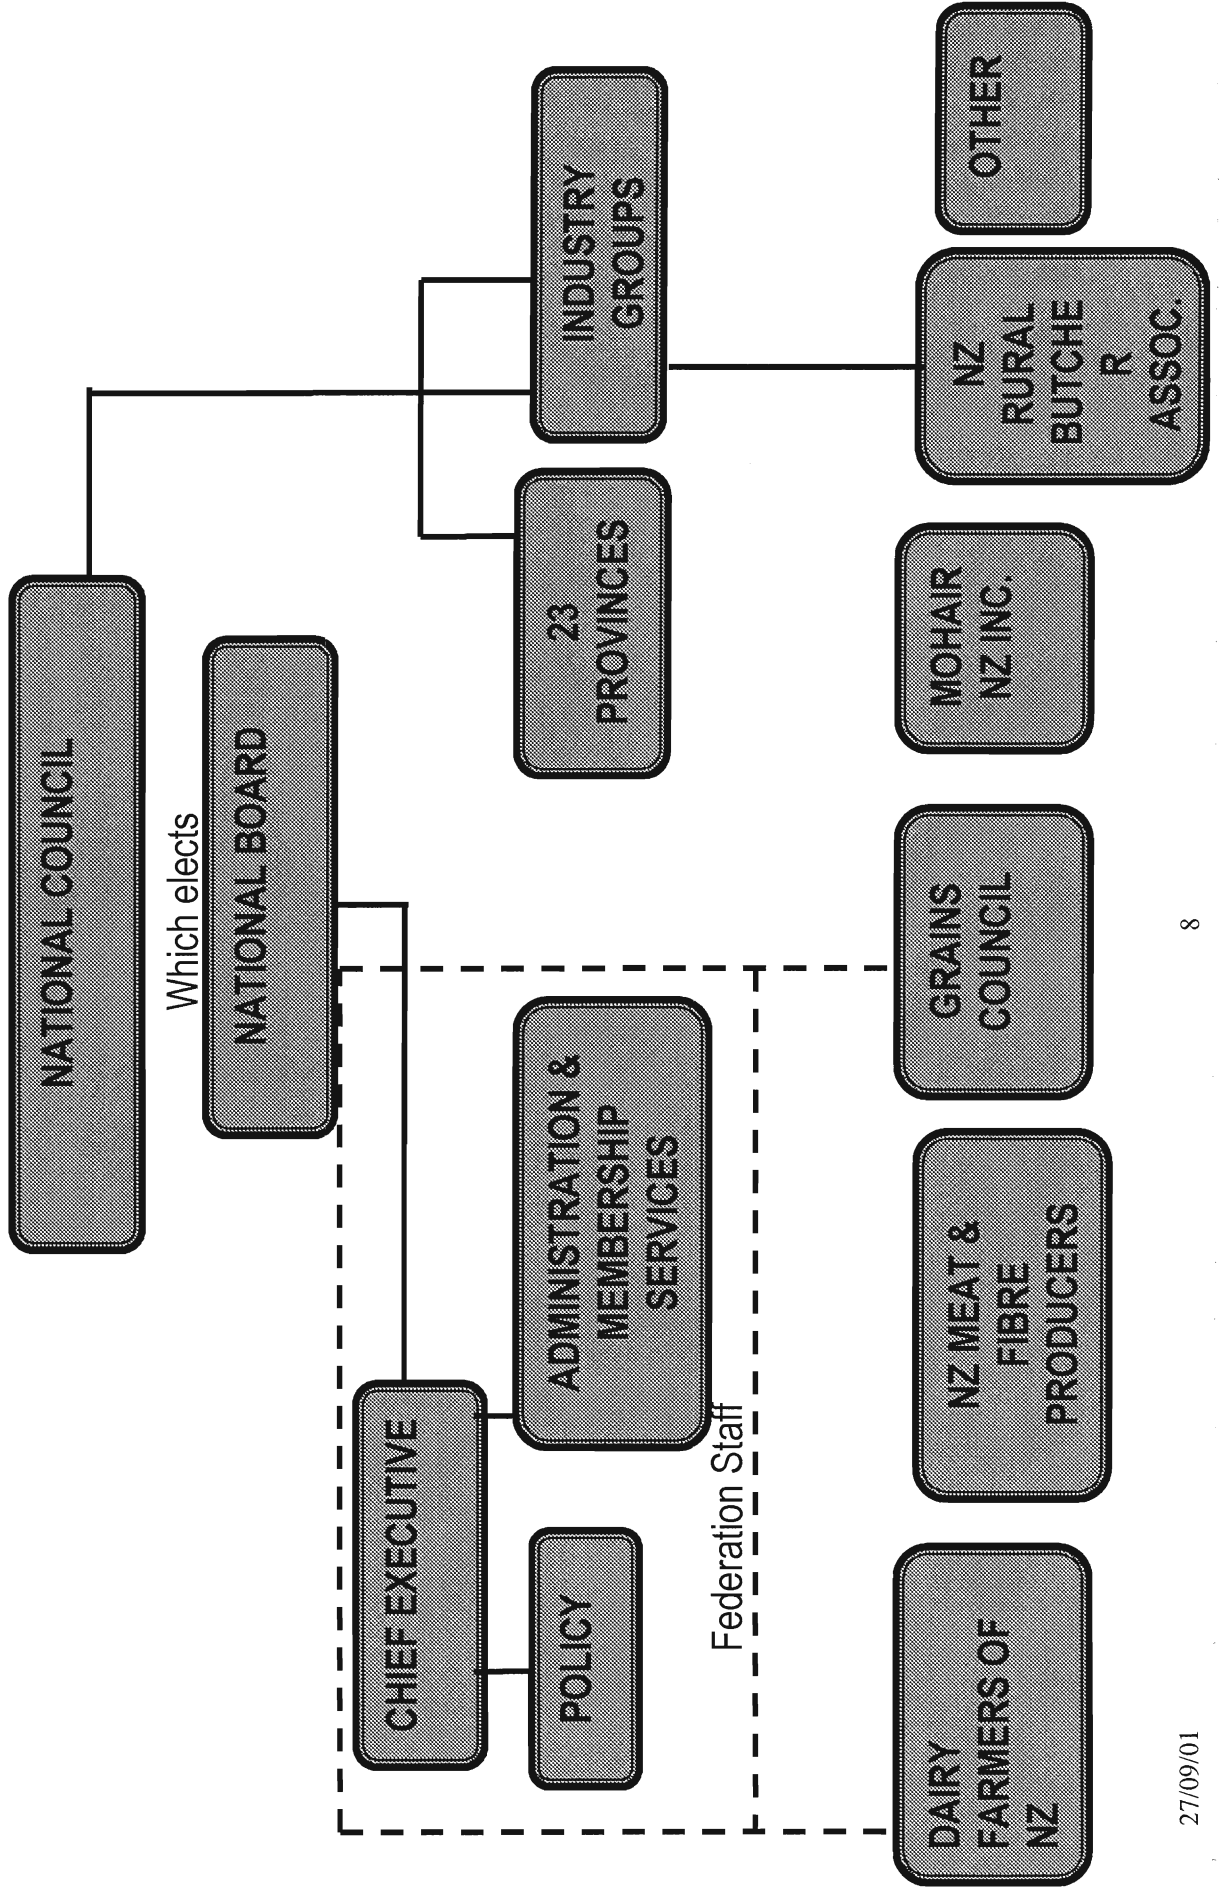 NATIONAL COUNCIL
Which elects
NATIONAL BOARD
CHIEF EXECUTIVE
POLICY
ADMINISTRATION &
MEMBERSHIP
SERVICES
Federation Staff
23
PROVINCES
INDUSTRY
GROUPS
DAIRY
FARMERS OF
NZ
NZ MEAT &
FIBRE
PRODUCERS
GRAINS
COUNCIL
MOHAIR
NZ INC.
NZ
RURAL
BUTCHE
R
ASSOC.
OTHER
27/09/01
8